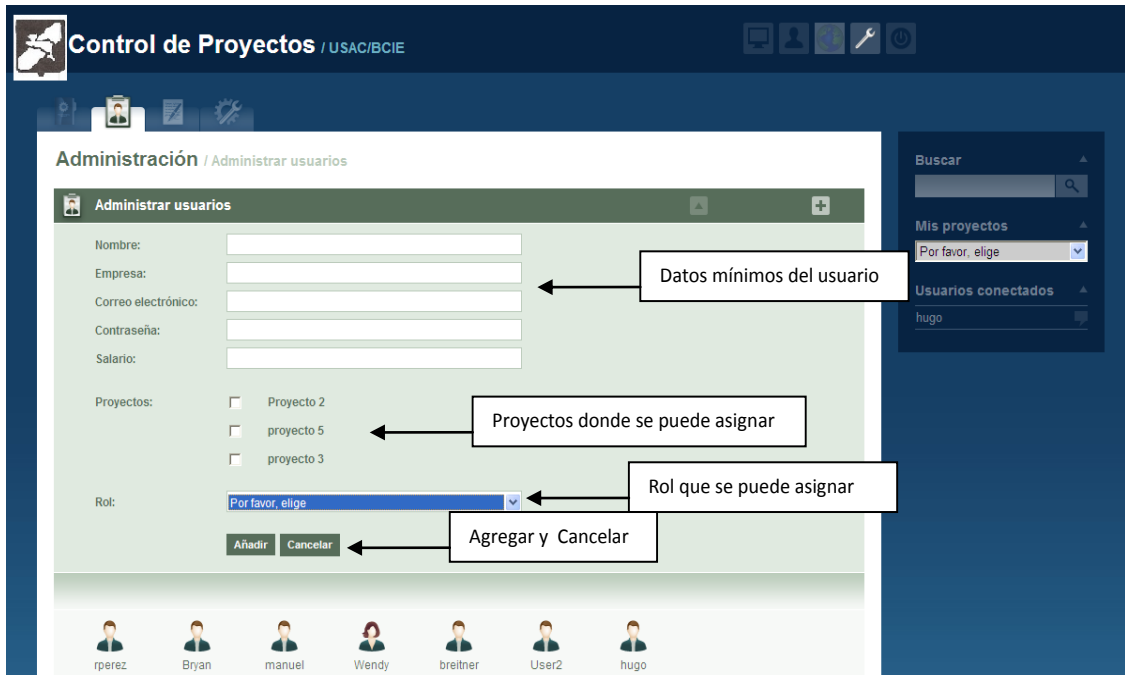 Control de Proyectos / USAC/BCIE
Administración / Administrar usuarios
Administrar usuarios
Nombre:
Empresa:
Correo electrónico:
Contraseña:
Salario:
Datos mínimos del usuario
Proyectos:
Proyecto 2
proyecto 5
proyecto 3
Proyectos donde se puede asignar
Rol:
Por favor, elige
Rol que se puede asignar
Añadir Cancelar
Agregar y Cancelar
rperez Bryan manuel Wendy breitner User2 hugo
Buscar
Mis proyectos
Por favor, elige
Usuarios conectados
hugo